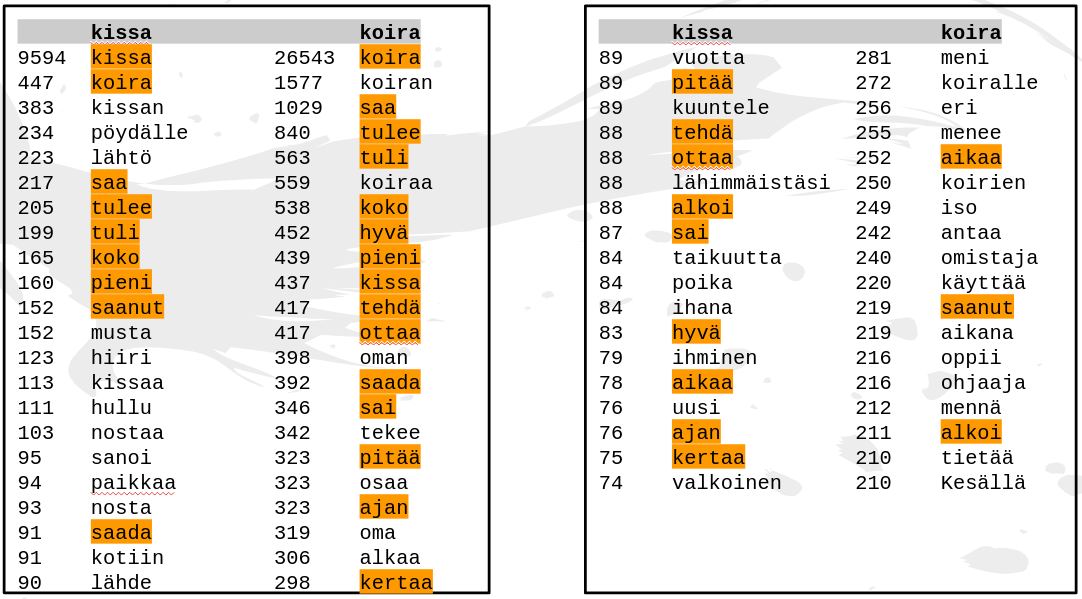 kissa koira
9594 kissa 26543 koira
447 koira 1577 koiran
383 kissan 1029 saa
234 pöydälle 840 tulee
223 lähtö 563 tuli
217 saa 559 koiraa
205 tulee 538 koko
199 tuli 452 hyvä
165 koko 439 pieni
160 pieni 437 kissa
152 saanut 417 tehdä
152 musta 417 ottaa
123 hiiri 398 oman
113 kissaa 392 saada
111 hullu 346 sai
103 nostaa 342 tekee
95 sanoi 323 pitää
94 paikkaa 323 osaa
93 nosta 323 ajan
91 saada 319 oma
91 kotiin 306 alkaa
90 lähde 298 kertaa
kissa koira
89 vuotta 281 meni
89 pitää 272 koiralle
89 kuuntele 256 eri
88 tehdä 255 menee
88 ottaa 252 aikaa
88 lähimmäistäsi 250 koirien
88 alkoi 249 iso
87 sai 242 antaa
84 taikuutta 240 omistaja
84 poika 220 käyttää
84 ihana 219 saanut
83 hyvä 219 aikana
79 ihminen 216 oppii
78 aikaa 216 ohjaaja
76 uusi 212 mennä
76 ajan 211 alkoi
75 kertaa 210 tietää
74 valkoinen 210 Kesällä